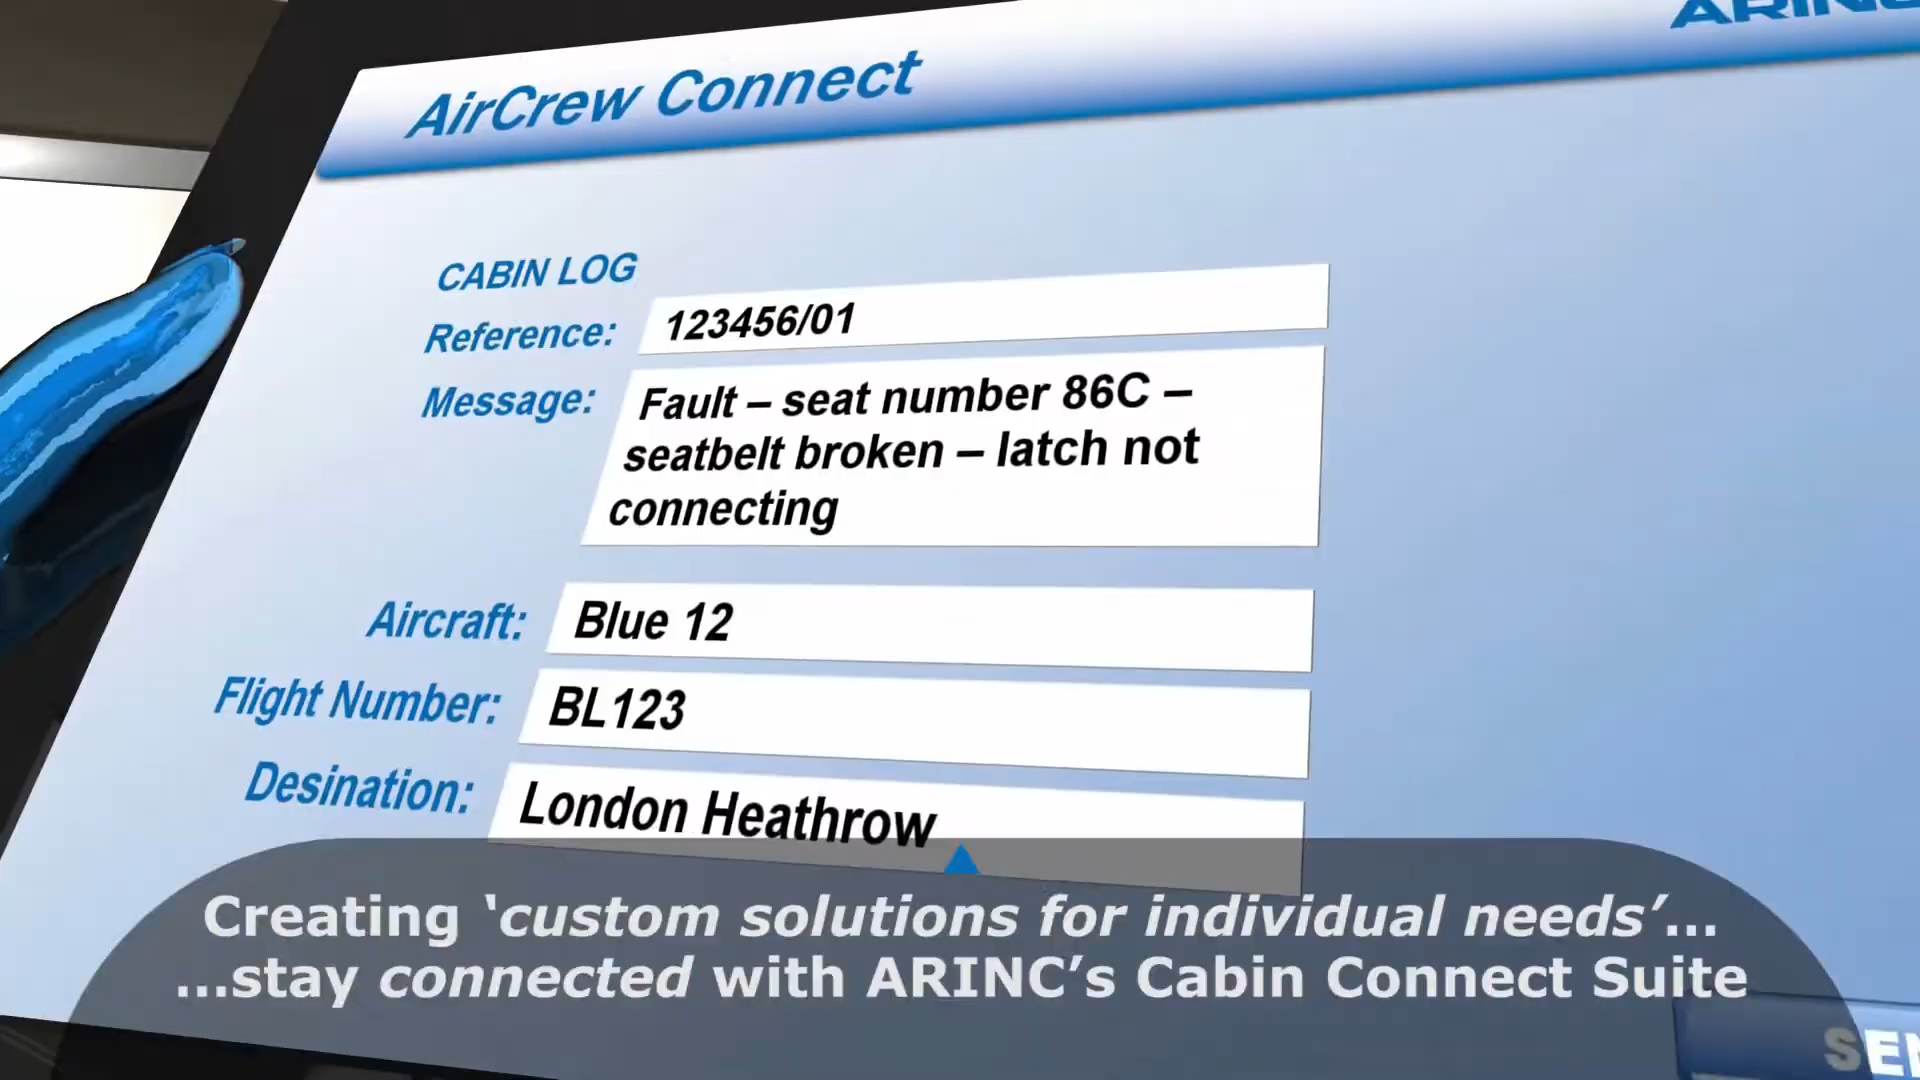 AirCrew Connect
CABIN LOG
Reference: 123456/01
Message: Fault – seat number 86C –
seatbelt broken – latch not
connecting
Aircraft: Blue 12
Flight Number: BL123
Desination: London Heathrow
Creating ‘custom solutions for individual needs’...
...stay connected with ARINC’s Cabin Connect Suite